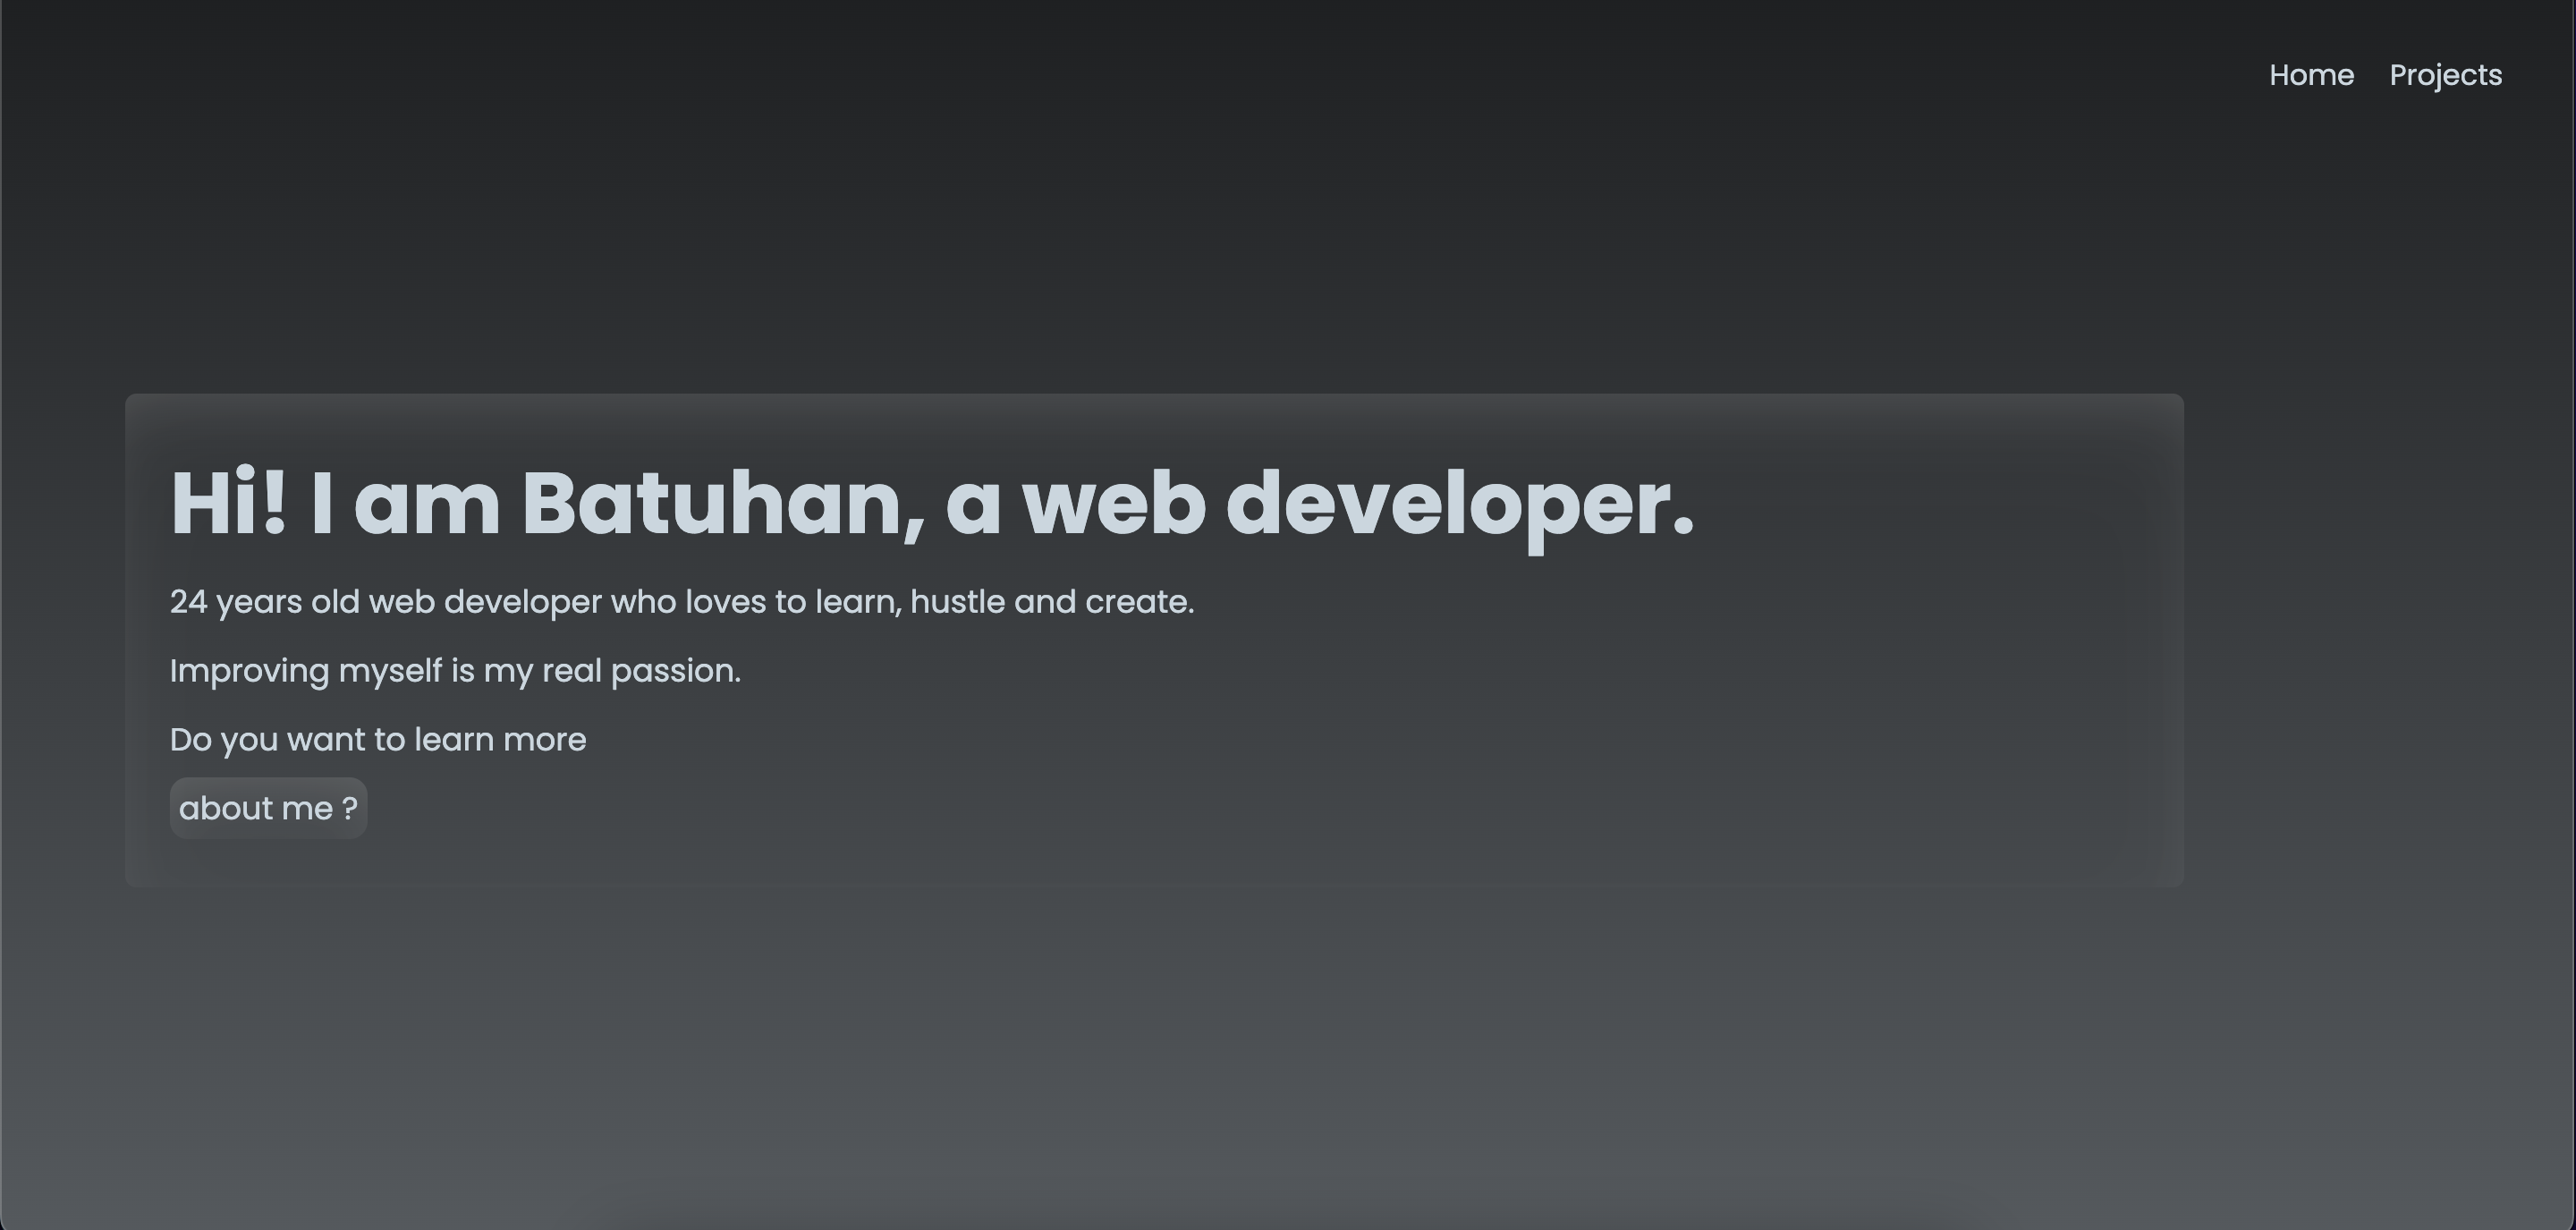 Home Projects
Hi! I am Batuhan, a web developer.
24 years old web developer who loves to learn, hustle and create.
Improving myself is my real passion.
Do you want to learn more
about me ?